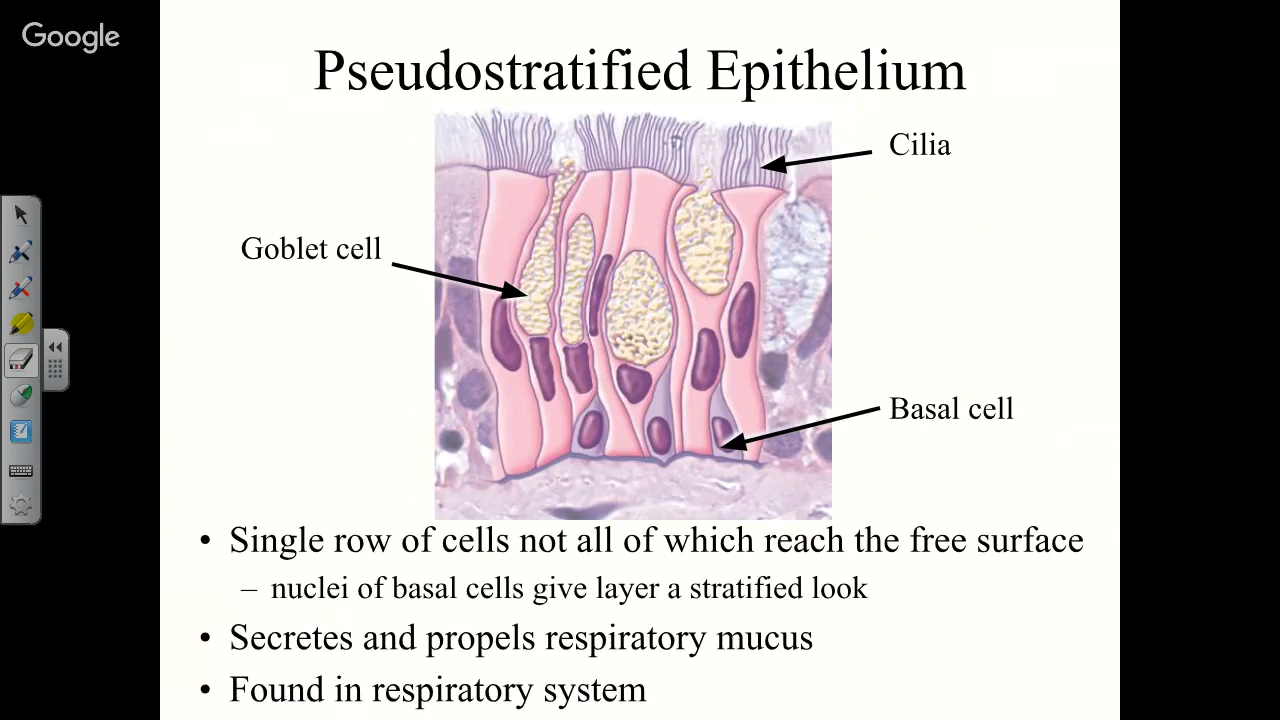 Google
Pseudostratified Epithelium
Cilia
Goblet cell
Basal cell
• Single row of cells not all of which reach the free surface
– nuclei of basal cells give layer a stratified look
• Secretes and propels respiratory mucus
• Found in respiratory system